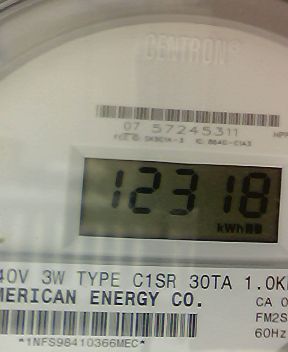 CENTRON®
07 57245311
12318
kWh
40V 3W TYPE C1SR 30TA 1.0K
MERICAN ENERGY CO.
CA 0
FM2S
60Hz
*1NFS98410366MEC*